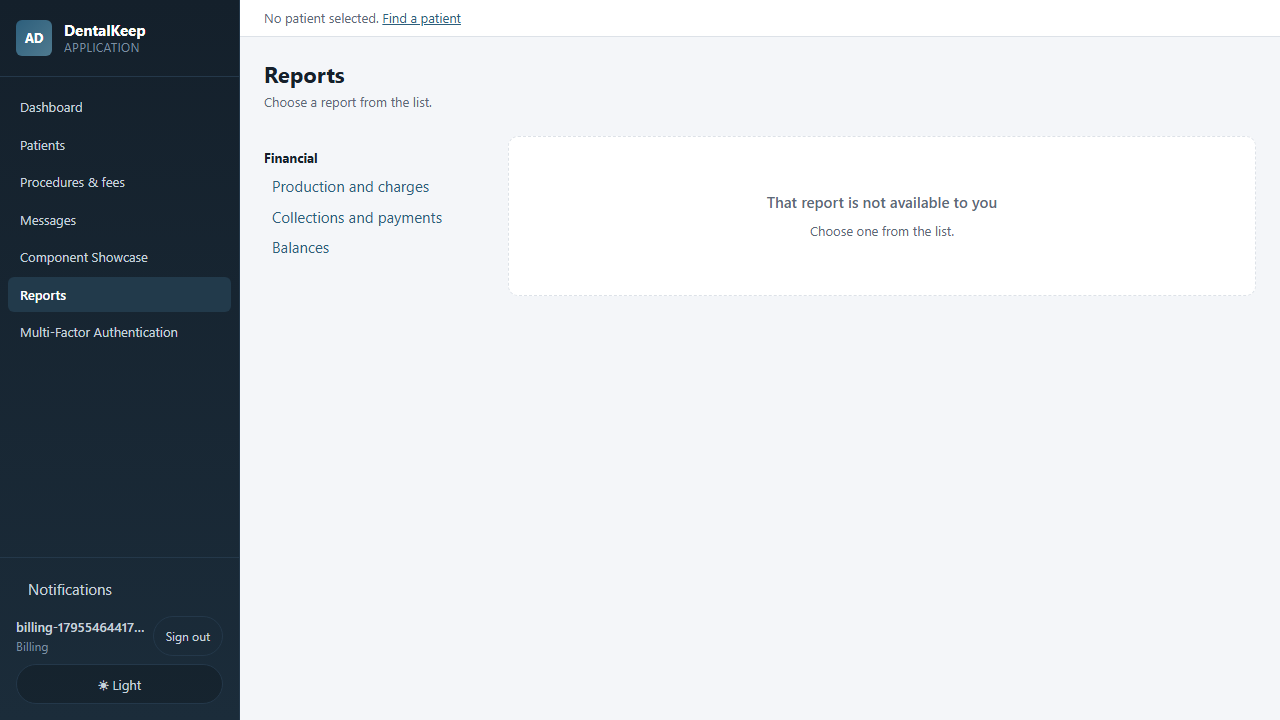 AD
DentalKeep
APPLICATION
Dashboard
Patients
Procedures & fees
Messages
Component Showcase
Reports
Multi-Factor Authentication
Notifications
billing-17955464417...
Billing
Sign out
☀ Light
No patient selected. Find a patient
Reports
Choose a report from the list.
Financial
Production and charges
Collections and payments
Balances
That report is not available to you
Choose one from the list.